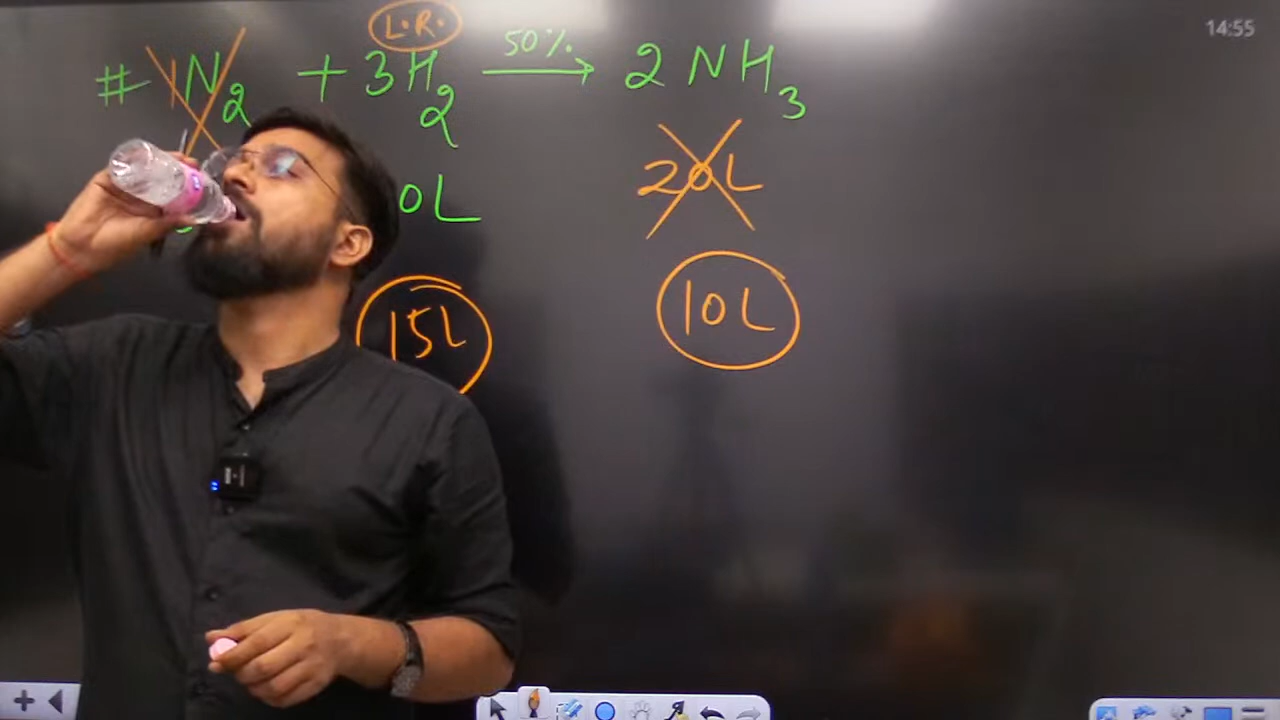 14:55
L.R.
# 1N2 + 3H2 50% → 2NH3
0L 20L
15L 10L